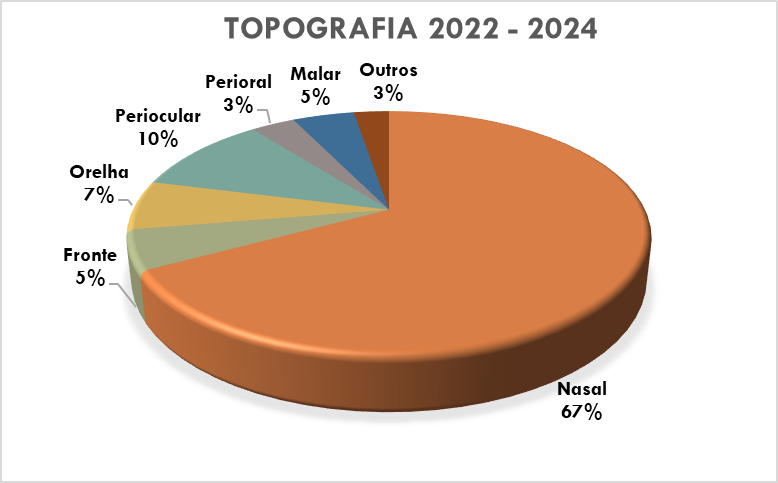 TOPOGRAFIA 2022 - 2024
Outros
3%
Malar
5%
Perioral
3%
Periocular
10%
Orelha
7%
Fronte
5%
Nasal
67%